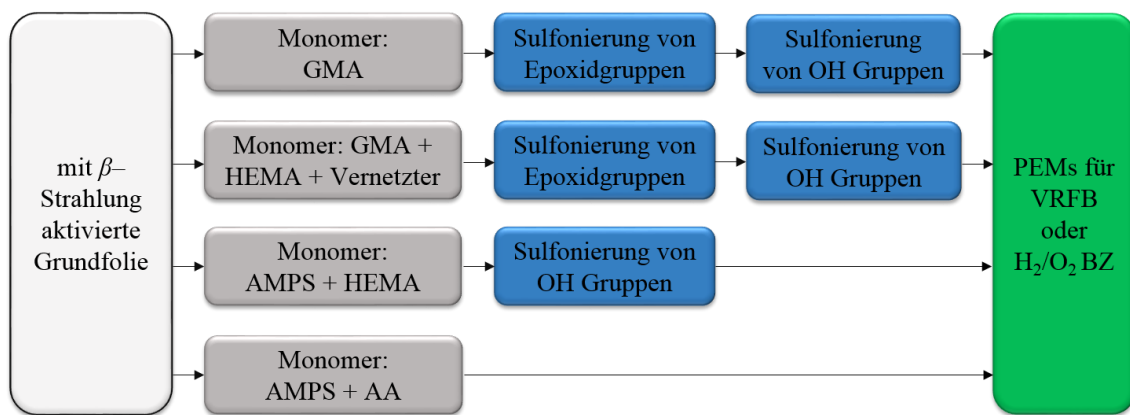 mit β–
Strahlung
aktivierte
Grundfolie
Monomer:
GMA
Sulfonierung von
Epoxidgruppen
Sulfonierung
von OH Gruppen
Monomer: GMA +
HEMA + Vernetzter
Sulfonierung von
Epoxidgruppen
Sulfonierung von
OH Gruppen
Monomer:
AMPS + HEMA
Sulfonierung von
OH Gruppen
Monomer:
AMPS + AA
PEMs für
VRFB
oder
H₂/O₂ BZ